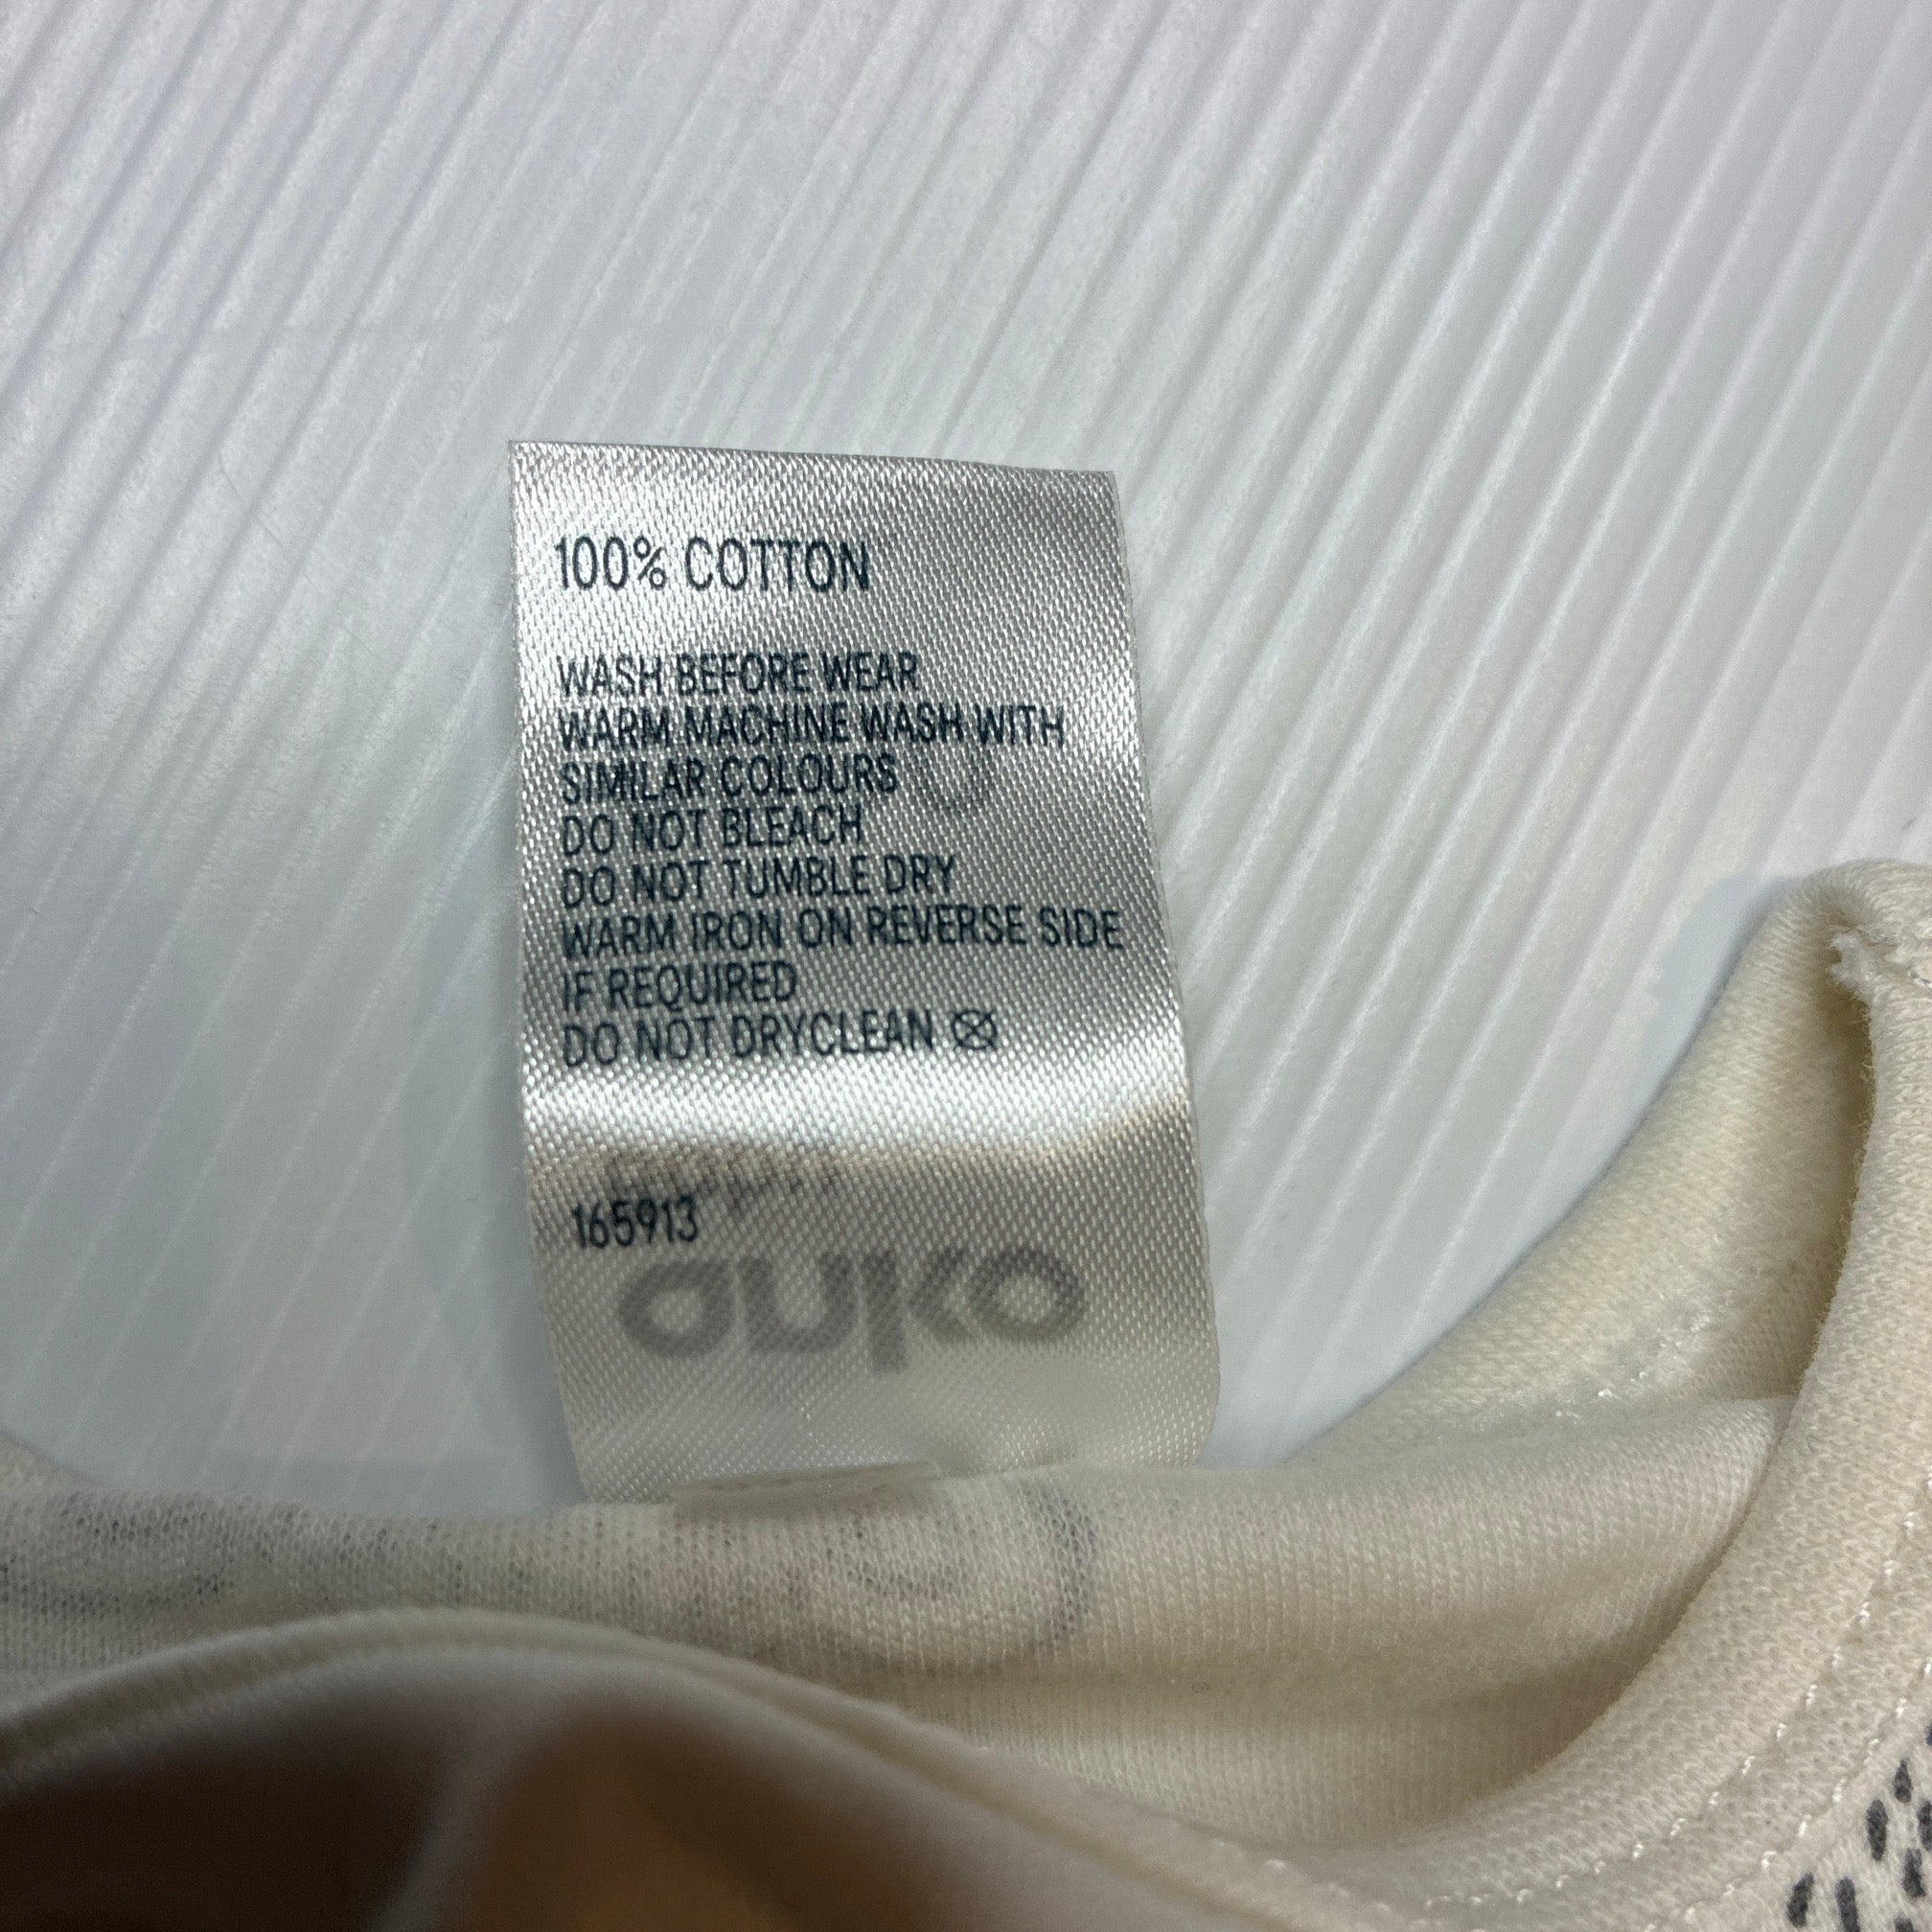 100% COTTON
WASH BEFORE WEAR
WARM MACHINE WASH WITH
SIMILAR COLOURS
DO NOT BLEACH
DO NOT TUMBLE DRY
WARM IRON ON REVERSE SIDE
IF REQUIRED
DO NOT DRYCLEAN
165913